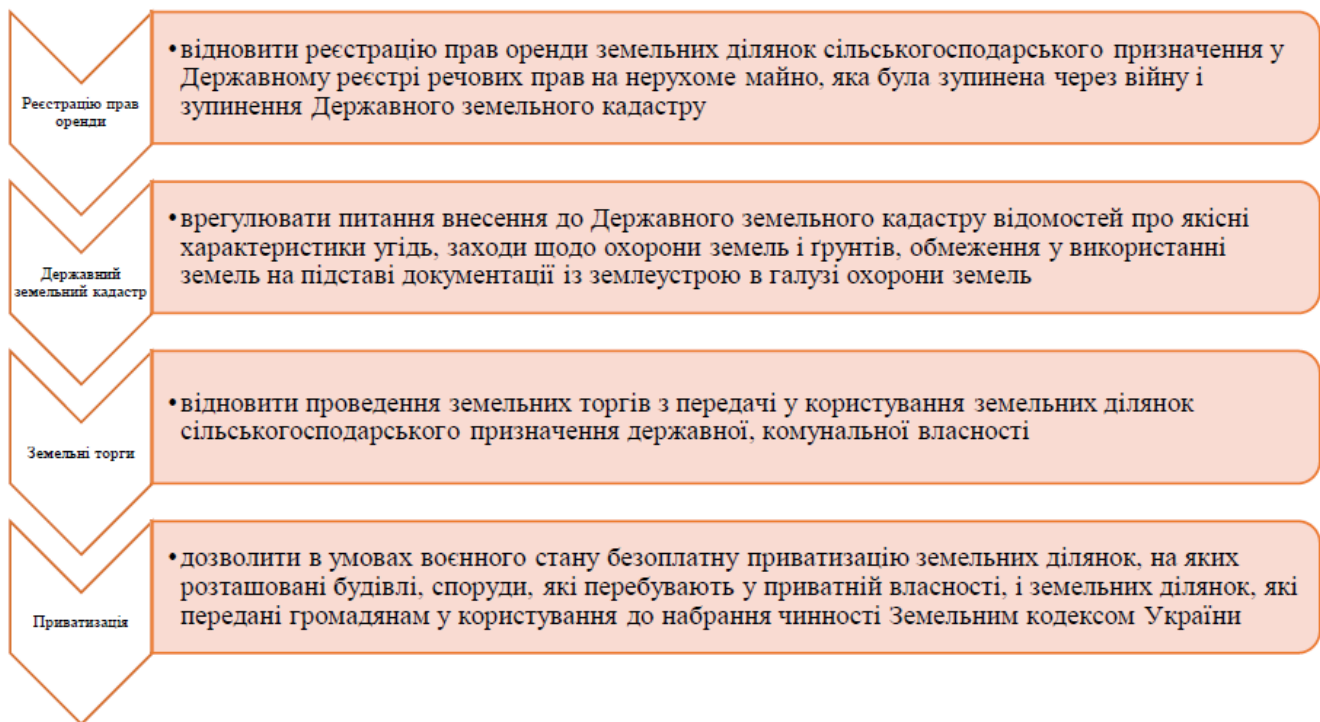 Реєстрацію прав
оренди
•відновити реєстрацію прав оренди земельних ділянок сільськогосподарського призначення у
Державному реєстрі речових прав на нерухоме майно, яка була зупинена через війну і
зупинення Державного земельного кадастру
Державний
земельний кадастр
•врегулювати питання внесення до Державного земельного кадастру відомостей про якісні
характеристики угідь, заходи щодо охорони земель і ґрунтів, обмеження у використанні
земель на підставі документації із землеустрою в галузі охорони земель
Земельні торги
•відновити проведення земельних торгів з передачі у користування земельних ділянок
сільськогосподарського призначення державної, комунальної власності
Приватизація
•дозволити в умовах воєнного стану безоплатну приватизацію земельних ділянок, на яких
розташовані будівлі, споруди, які перебувають у приватній власності, і земельних ділянок, які
передані громадянам у користування до набрання чинності Земельним кодексом України